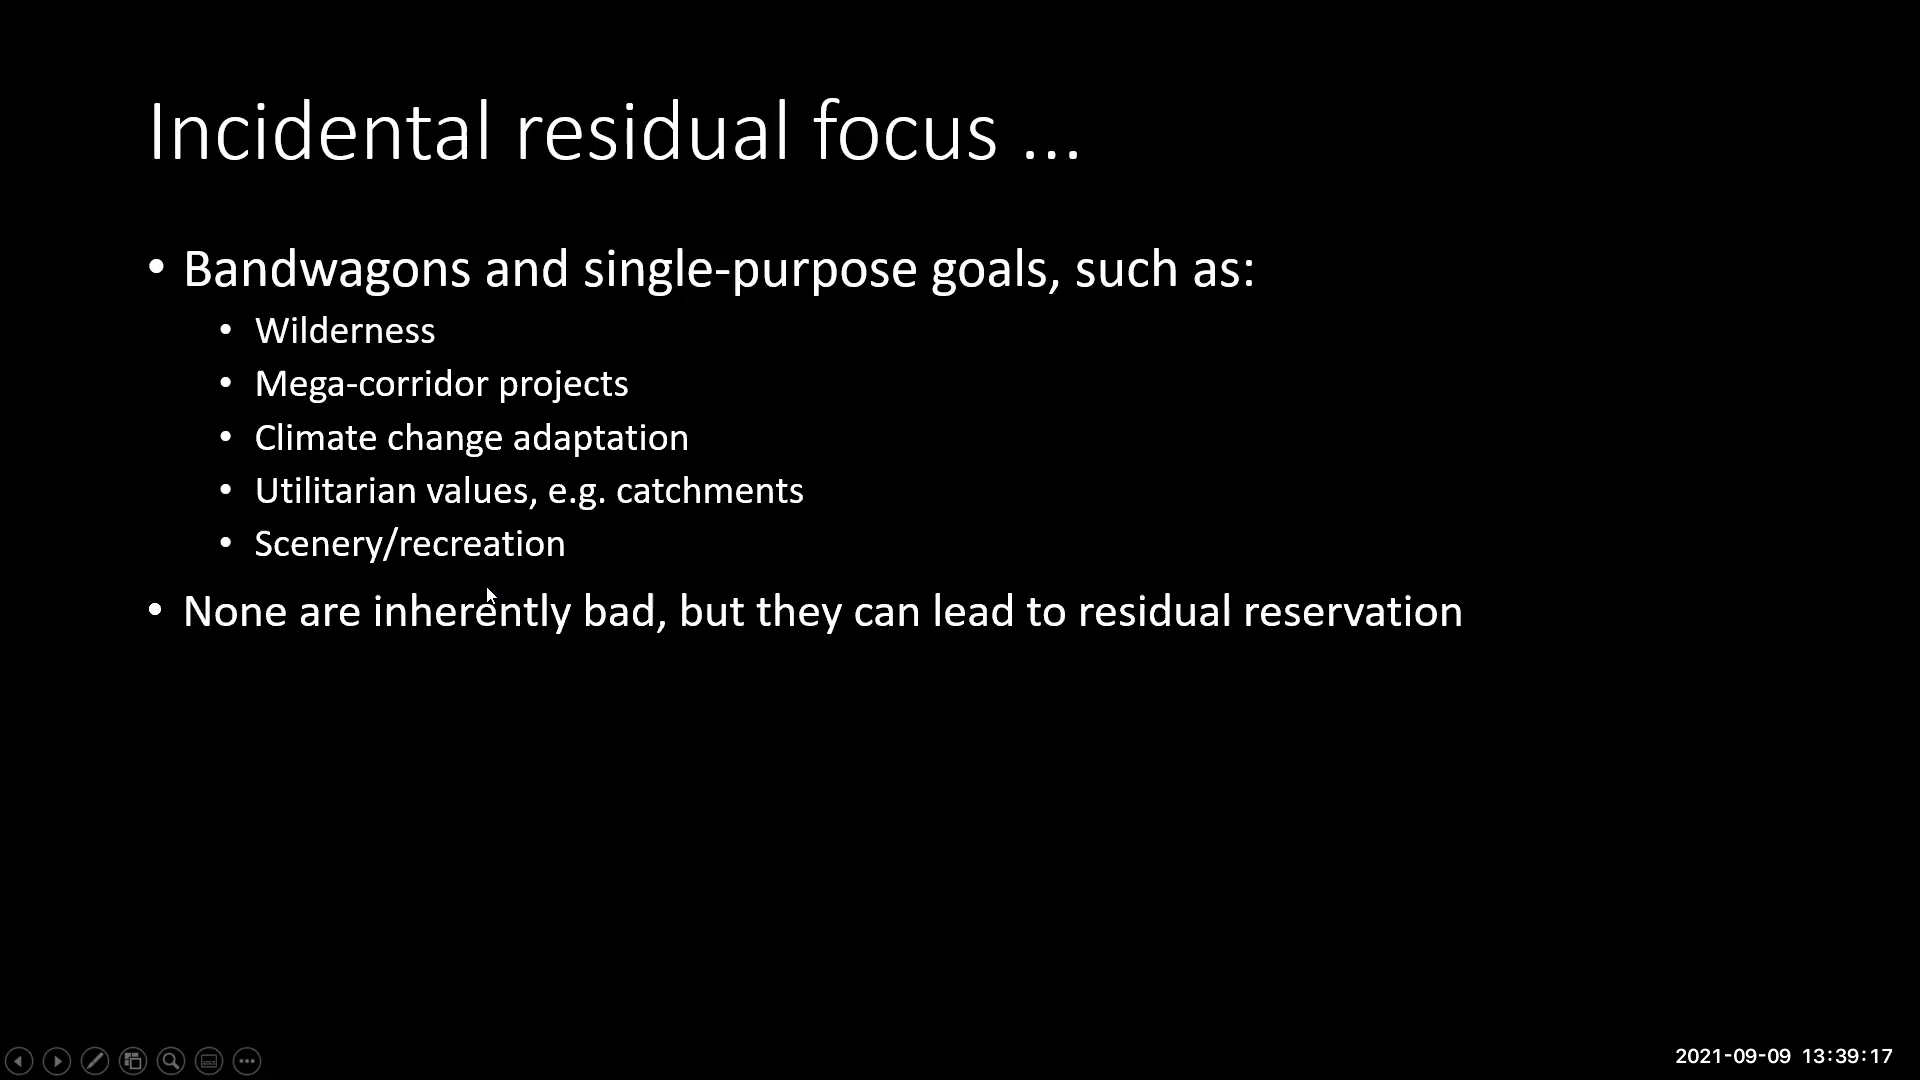 Incidental residual focus ...
• Bandwagons and single-purpose goals, such as:
• Wilderness
• Mega-corridor projects
• Climate change adaptation
• Utilitarian values, e.g. catchments
• Scenery/recreation
• None are inherently bad, but they can lead to residual reservation
2021-09-09 13:39:17